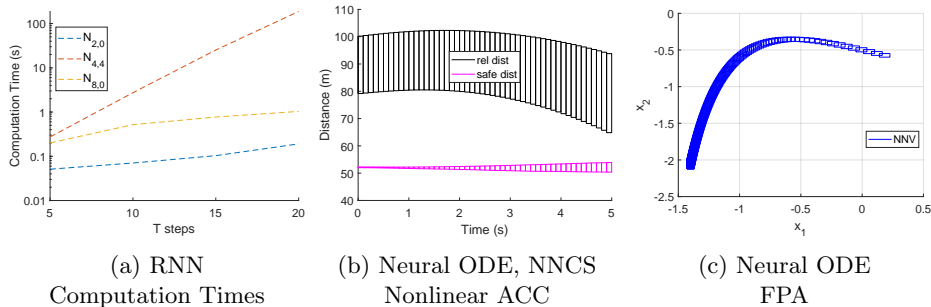 Computation Time (s)
100
10
1
0.1
0.01
5
10
15
20
T steps
N2,0
N4,4
N8,0
Distance (m)
100
90
80
70
60
50
40
0
1
2
3
4
5
Time (s)
rel dist
safe dist
x2
0
-0.5
-1
-1.5
-2
-2.5
-1.5
-1
-0.5
0
0.5
x1
NNV
(a) RNN
Computation Times
(b) Neural ODE, NNCS
Nonlinear ACC
(c) Neural ODE
FPA